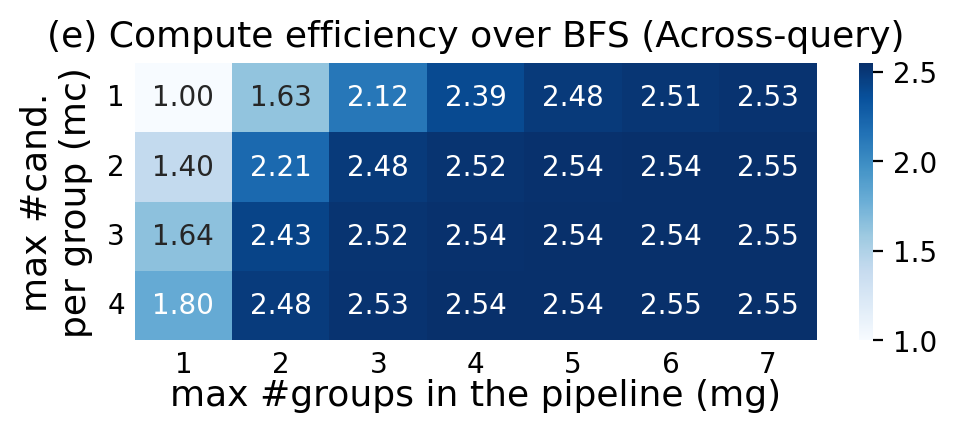 (e) Compute efficiency over BFS (Across-query)
max #cand.
per group (mc)
1 1.00 1.63 2.12 2.39 2.48 2.51 2.53
2 1.40 2.21 2.48 2.52 2.54 2.54 2.55
3 1.64 2.43 2.52 2.54 2.54 2.54 2.55
4 1.80 2.48 2.53 2.54 2.54 2.55 2.55
1 2 3 4 5 6 7
max #groups in the pipeline (mg)
2.5
2.0
1.5
1.0